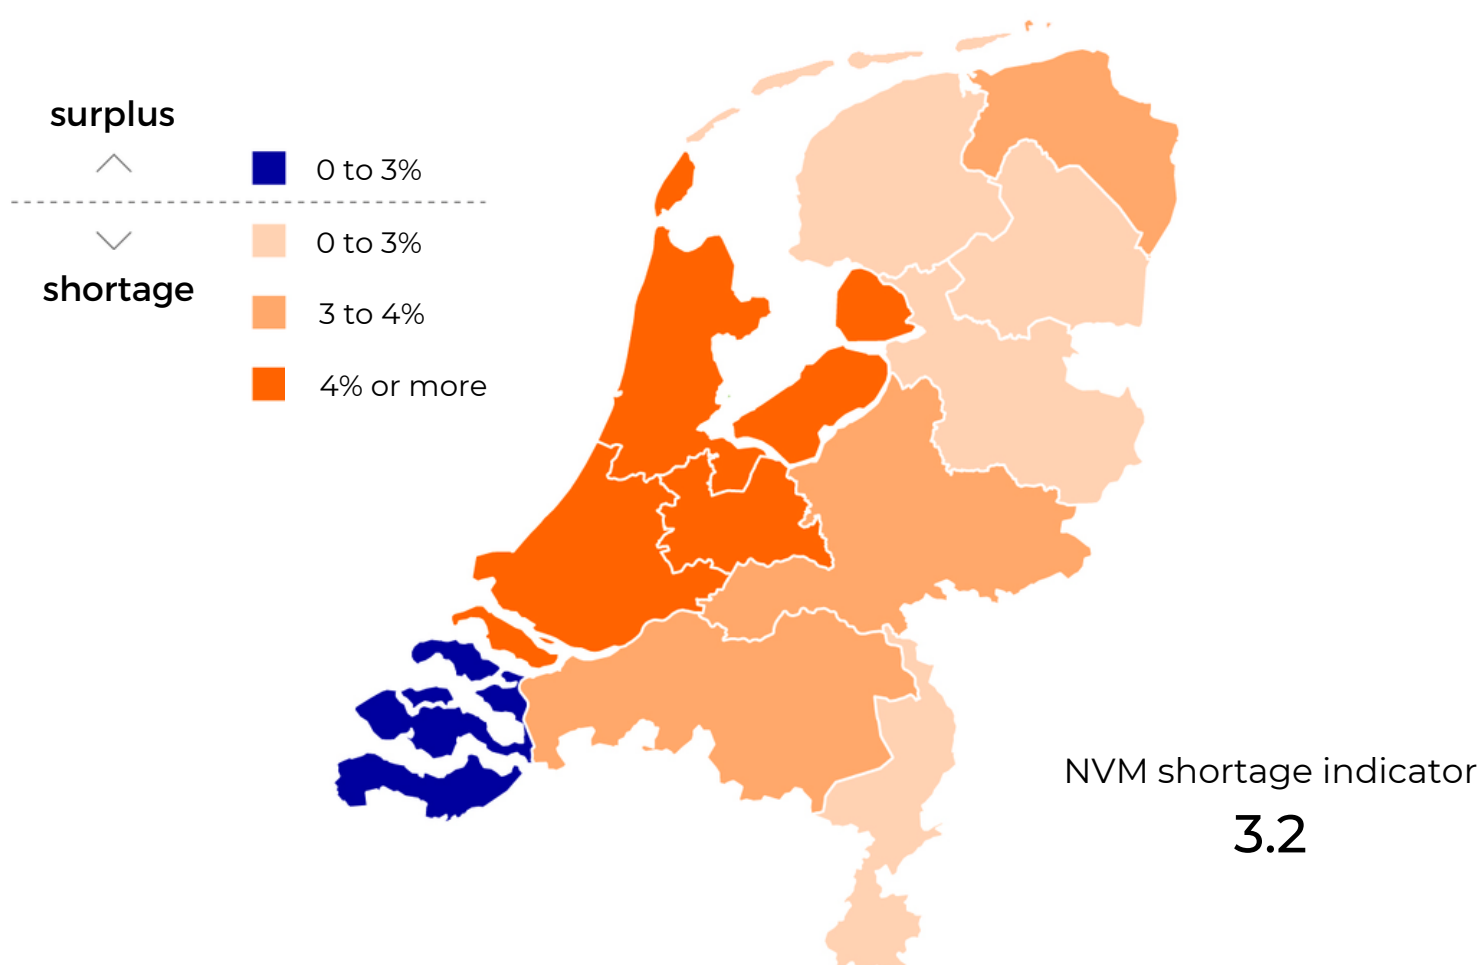 surplus
0 to 3%
0 to 3%
shortage
3 to 4%
4% or more
NVM shortage indicator
3.2